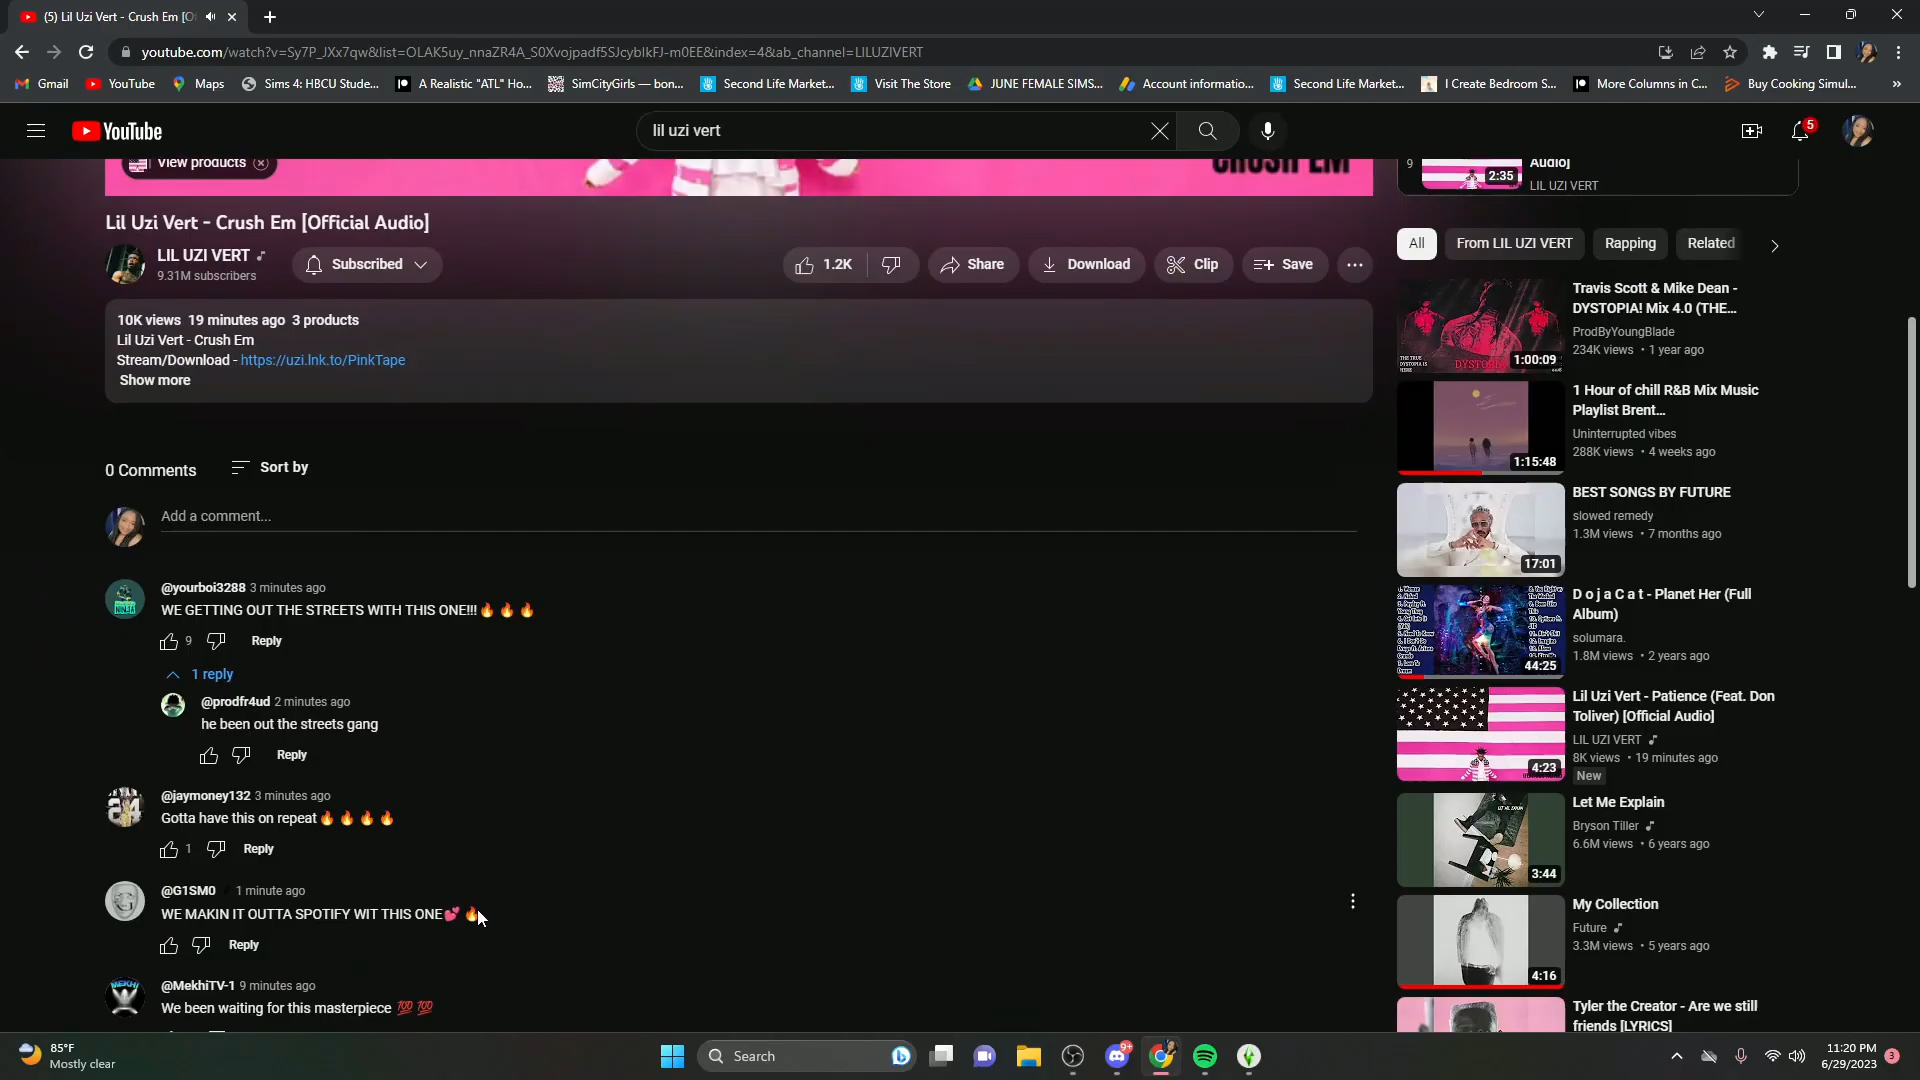 (5) Lil Uzi Vert - Crush Em [O
youtube.com/watch?v=Sy7P_JXx7qw&list=OLAK5uy_nnaZR4A_S0Xvojpadf5SJcyblkFJ-m0EE&index=4&ab_channel=LILUZIVERT
Gmail
YouTube
Maps
Sims 4: HBCU Stude...
A Realistic "ATL" Ho...
SimCityGirls — bon...
Second Life Market...
Visit The Store
JUNE FEMALE SIMS...
Account informatio...
Second Life Market...
I Create Bedroom S...
More Columns in C...
Buy Cooking Simul...
»
YouTube
lil uzi vert
5
View products
CRUSH EM
Lil Uzi Vert - Crush Em [Official Audio]
LIL UZI VERT
9.31M subscribers
Subscribed
1.2K
Share
Download
Clip
Save
10K views 19 minutes ago 3 products
Lil Uzi Vert - Crush Em
Stream/Download - https://uzi.lnk.to/PinkTape
Show more
0 Comments
Sort by
Add a comment...
@yourboi3288 3 minutes ago
WE GETTING OUT THE STREETS WITH THIS ONE!!!🔥🔥🔥
9
Reply
1 reply
@prodfr4ud 2 minutes ago
he been out the streets gang
Reply
@jaymoney132 3 minutes ago
Gotta have this on repeat🔥🔥🔥🔥
1
Reply
@G1SM0 1 minute ago
WE MAKIN IT OUTTA SPOTIFY WIT THIS ONE💕🔥
Reply
MEKHI
@MekhiTV-1 9 minutes ago
We been waiting for this masterpiece 💯💯
9
2:35
Audio]
LIL UZI VERT
All
From LIL UZI VERT
Rapping
Related
DYSTOPIA
1:00:09
Travis Scott & Mike Dean -
DYSTOPIA! Mix 4.0 (THE...
ProdByYoungBlade
234K views • 1 year ago
1:15:48
1 Hour of chill R&B Mix Music
Playlist Brent...
Uninterrupted vibes
288K views • 4 weeks ago
17:01
BEST SONGS BY FUTURE
slowed remedy
1.3M views • 7 months ago
44:25
D o j a C a t - Planet Her (Full
Album)
solumara.
1.8M views • 2 years ago
4:23
Lil Uzi Vert - Patience (Feat. Don
Toliver) [Official Audio]
LIL UZI VERT
8K views • 19 minutes ago
New
3:44
Let Me Explain
Bryson Tiller
6.6M views • 6 years ago
4:16
My Collection
Future
3.3M views • 5 years ago
Tyler the Creator - Are we still
friends [LYRICS]
85°F
Mostly clear
Search
9+
11:20 PM
6/29/2023
3